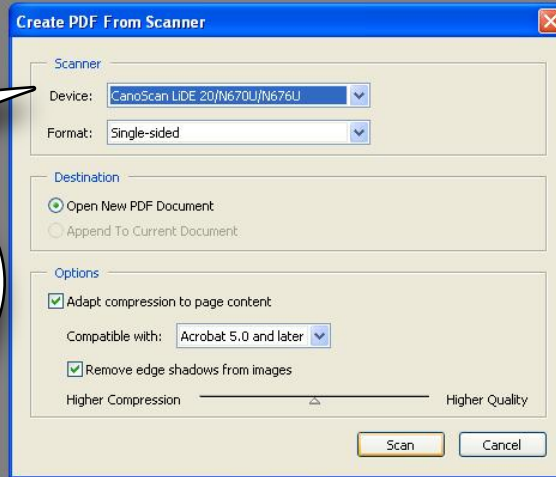 Create PDF From Scanner
Scanner
Device: CanoScan LiDE 20/N670U/N676U
Format: Single-sided
Destination
Open New PDF Document
Append To Current Document
Options
Adapt compression to page content
Compatible with: Acrobat 5.0 and later
Remove edge shadows from images
Higher Compression Higher Quality
Scan Cancel